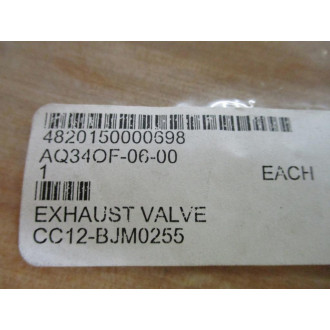 4820150000698
AQ34OF-06-00
1 EACH
EXHAUST VALVE
CC12-BJM0255